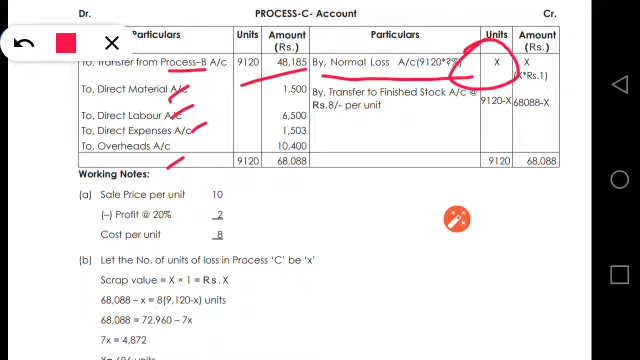 Dr. PROCESS-C- Account Cr.
Particulars Units Amount (Rs.) Particulars Units Amount (Rs.)
To, Transfer from Process–B A/c 9120 48,185 By, Normal Loss A/c(9120*?%) X X (X*Rs.1)
To, Direct Material A/c 1,500 By, Transfer to Finished Stock A/c @ Rs.8/- per unit 9120-X 68088-X
To, Direct Labour A/c 6,500
To, Direct Expenses A/c 1,503
To, Overheads A/c 10,400
9120 68,088 9120 68,088
Working Notes:
(a) Sale Price per unit 10
(–) Profit @ 20% 2
Cost per unit 8
(b) Let the No. of units of loss in Process ‘C’ be ‘x’
Scrap value = X × 1 = Rs. X
68,088 – x = 8(9,120-x) units
68,088 = 72,960 – 7x
7x = 4,872
X= 696 units